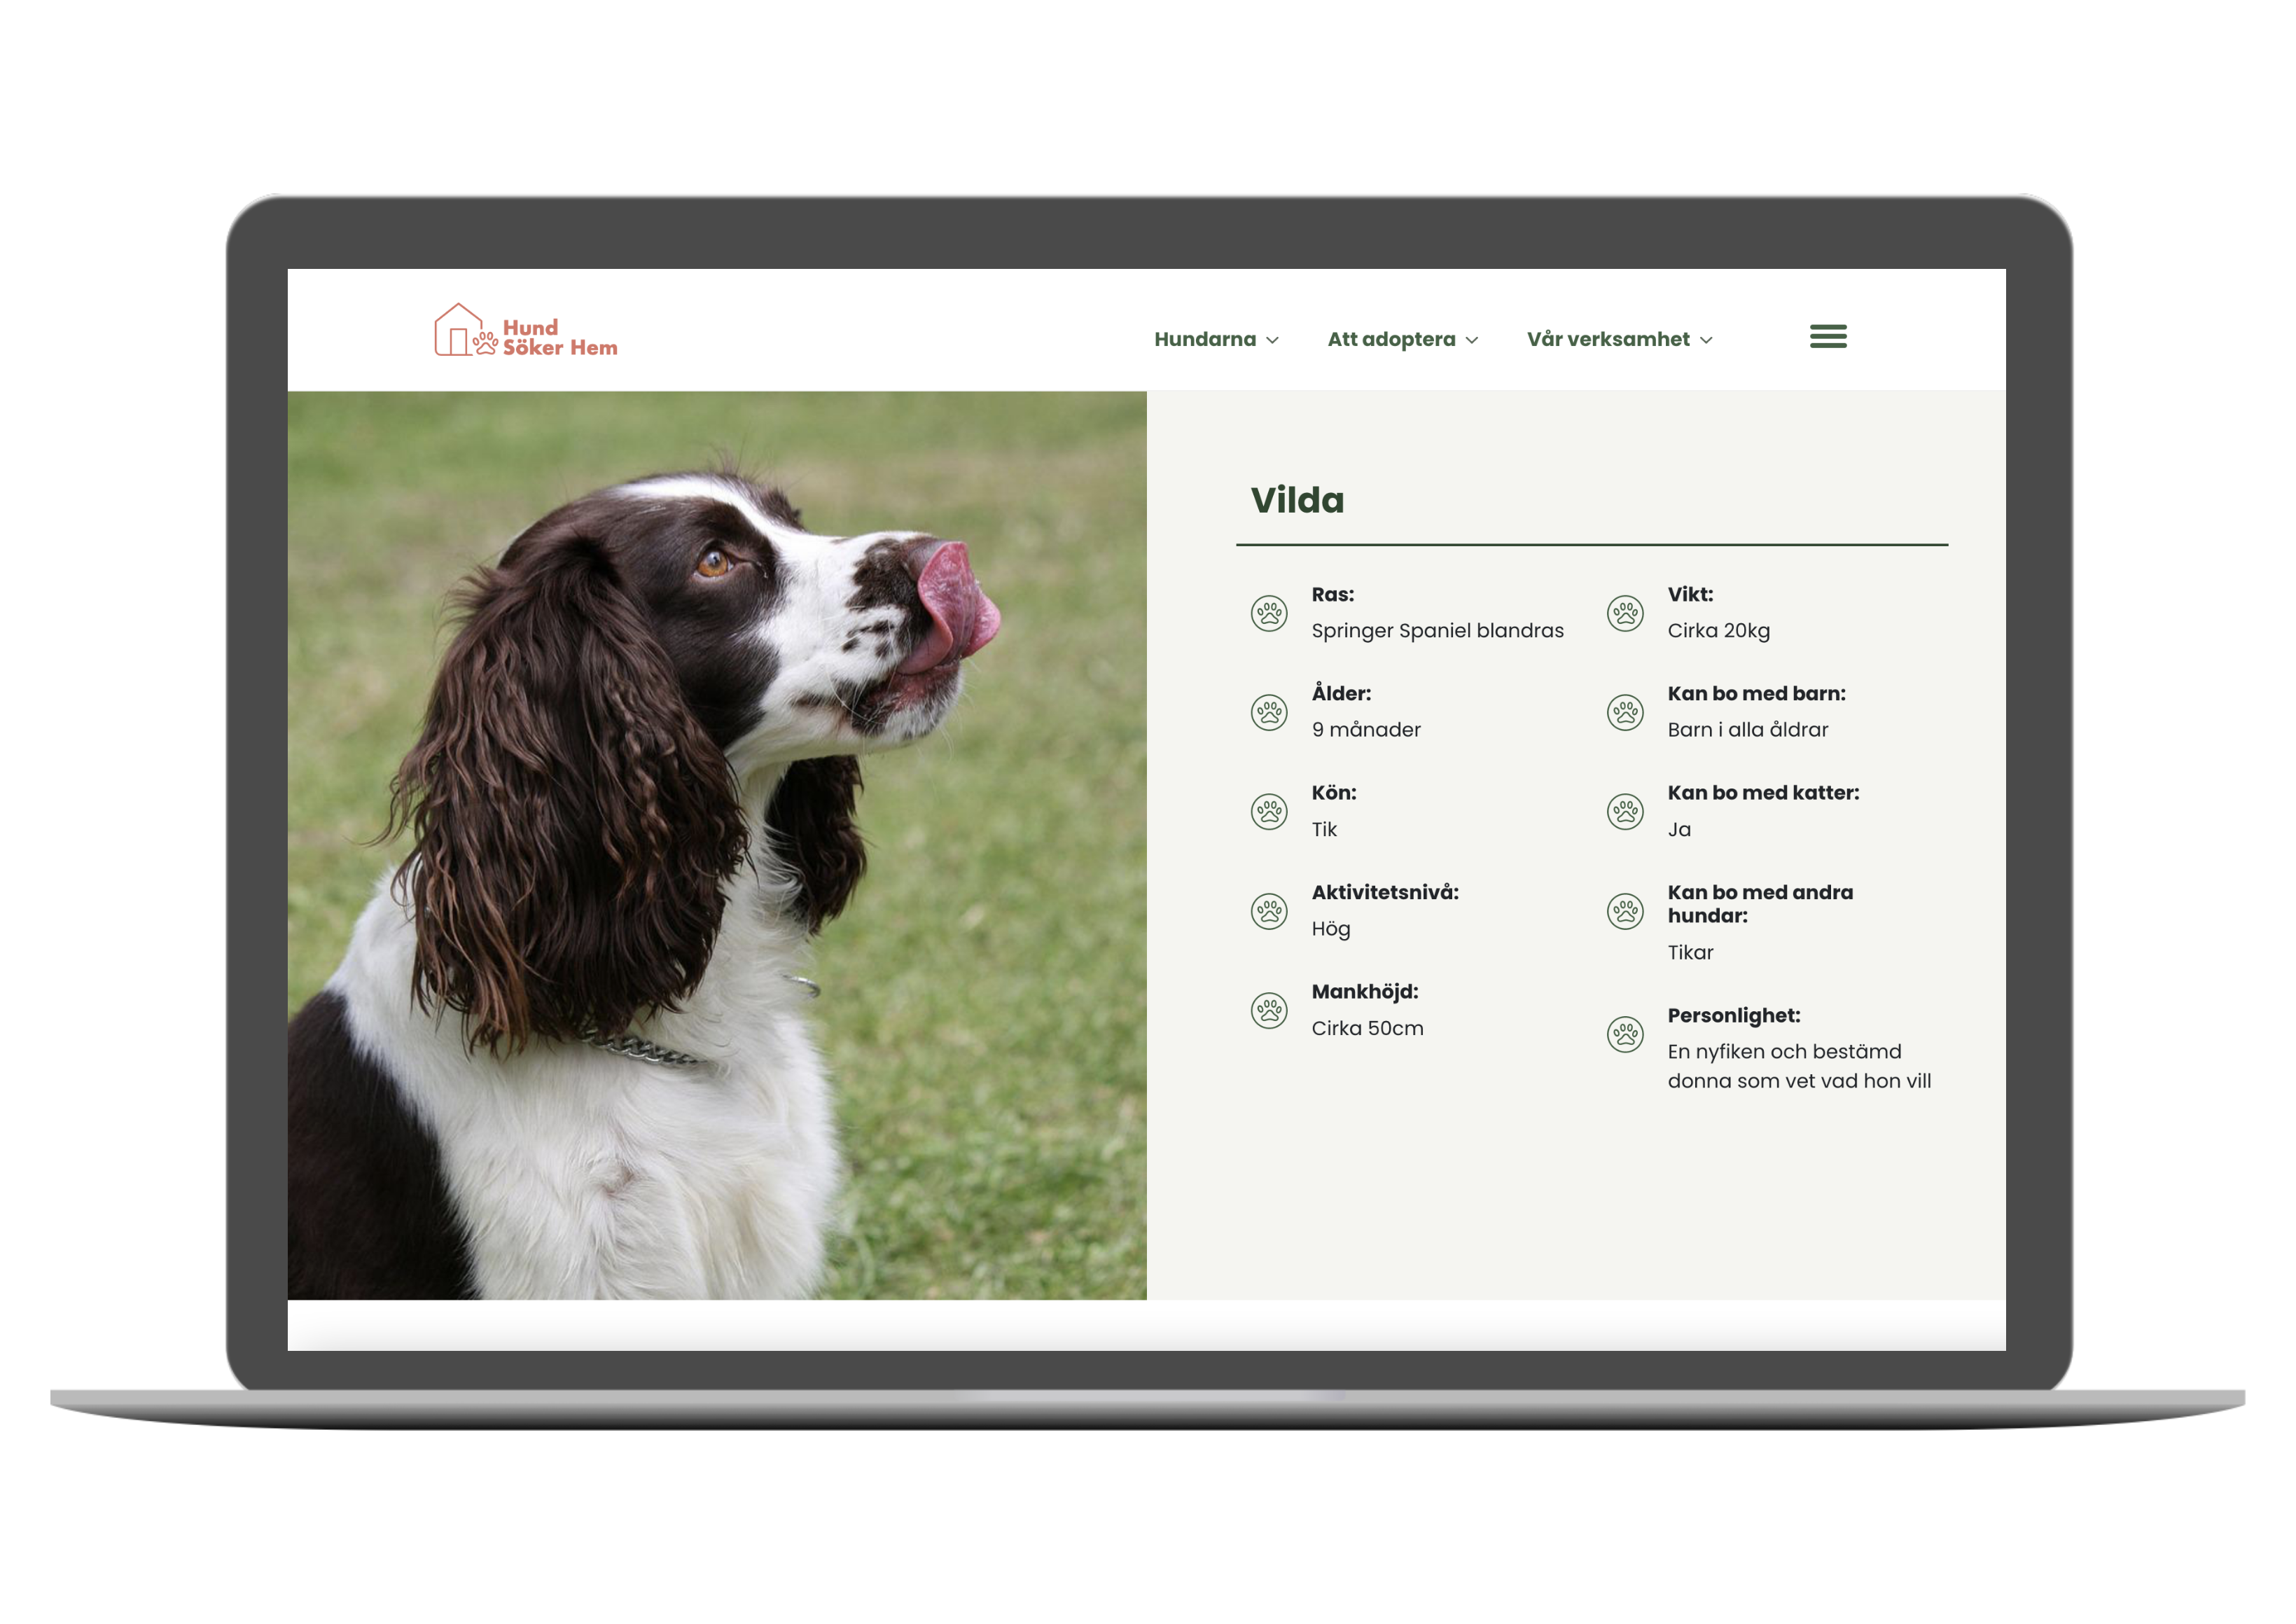 Hund
Söker Hem
Hundarna
Att adoptera
Vår verksamhet
Vilda
Ras:
Springer Spaniel blandras
Ålder:
9 månader
Kön:
Tik
Aktivitetsnivå:
Hög
Mankhöjd:
Cirka 50cm
Vikt:
Cirka 20kg
Kan bo med barn:
Barn i alla åldrar
Kan bo med katter:
Ja
Kan bo med andra
hundar:
Tikar
Personlighet:
En nyfiken och bestämd
donna som vet vad hon vill